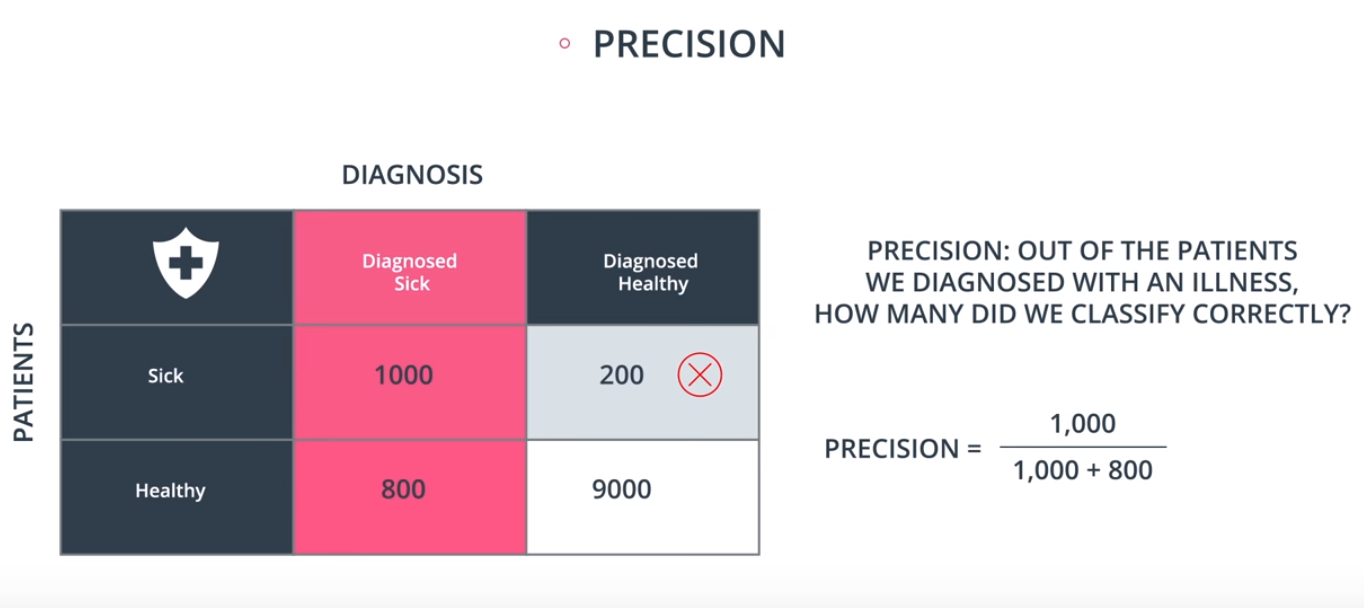 PRECISION
DIAGNOSIS
PATIENTS
Diagnosed
Sick
Diagnosed
Healthy
Sick
1000
200
Healthy
800
9000
PRECISION: OUT OF THE PATIENTS
WE DIAGNOSED WITH AN ILLNESS,
HOW MANY DID WE CLASSIFY CORRECTLY?
PRECISION =
1,000
1,000 + 800